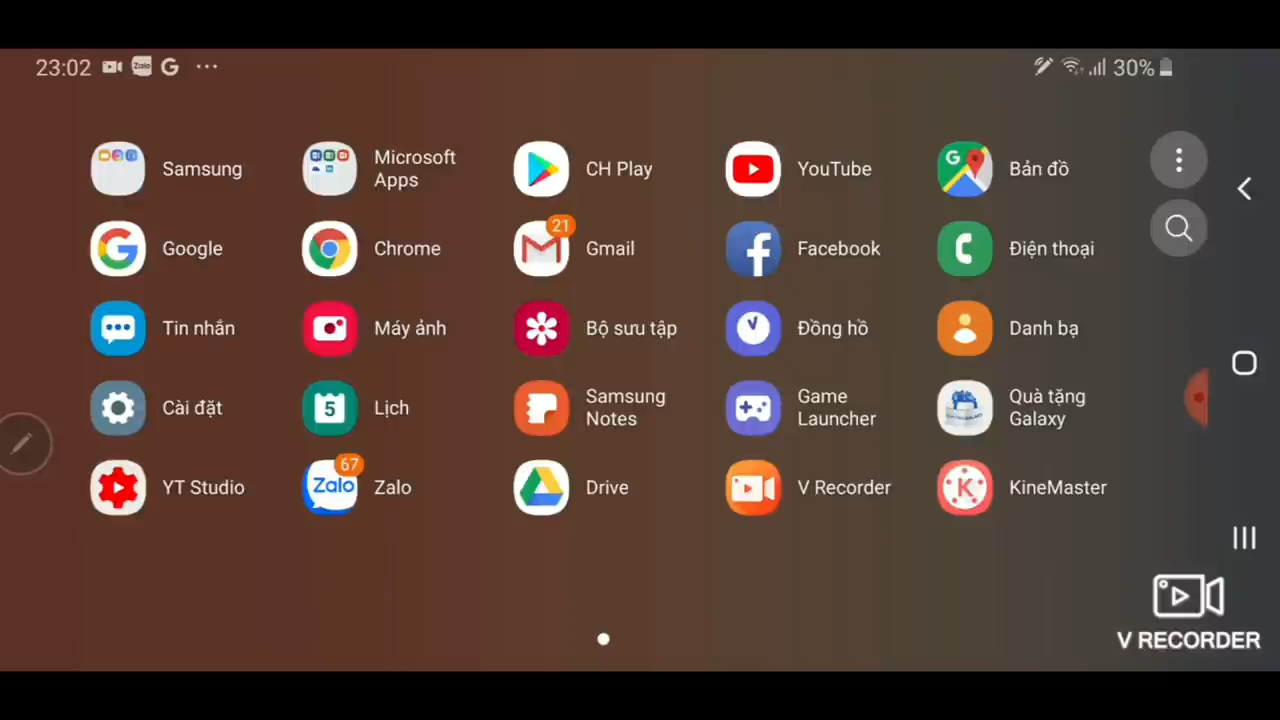 23:02 Zalo G ... 30%
Samsung
Microsoft Apps
CH Play
YouTube
G
Bản đồ
Google
Chrome
21
Gmail
Facebook
Điện thoại
Tin nhắn
Máy ảnh
Bộ sưu tập
Đồng hồ
Danh bạ
Cài đặt
5
Lịch
Samsung Notes
Game Launcher
Quà tặng Galaxy
YT Studio
67
Zalo
Zalo
Drive
V Recorder
K
KineMaster
V RECORDER